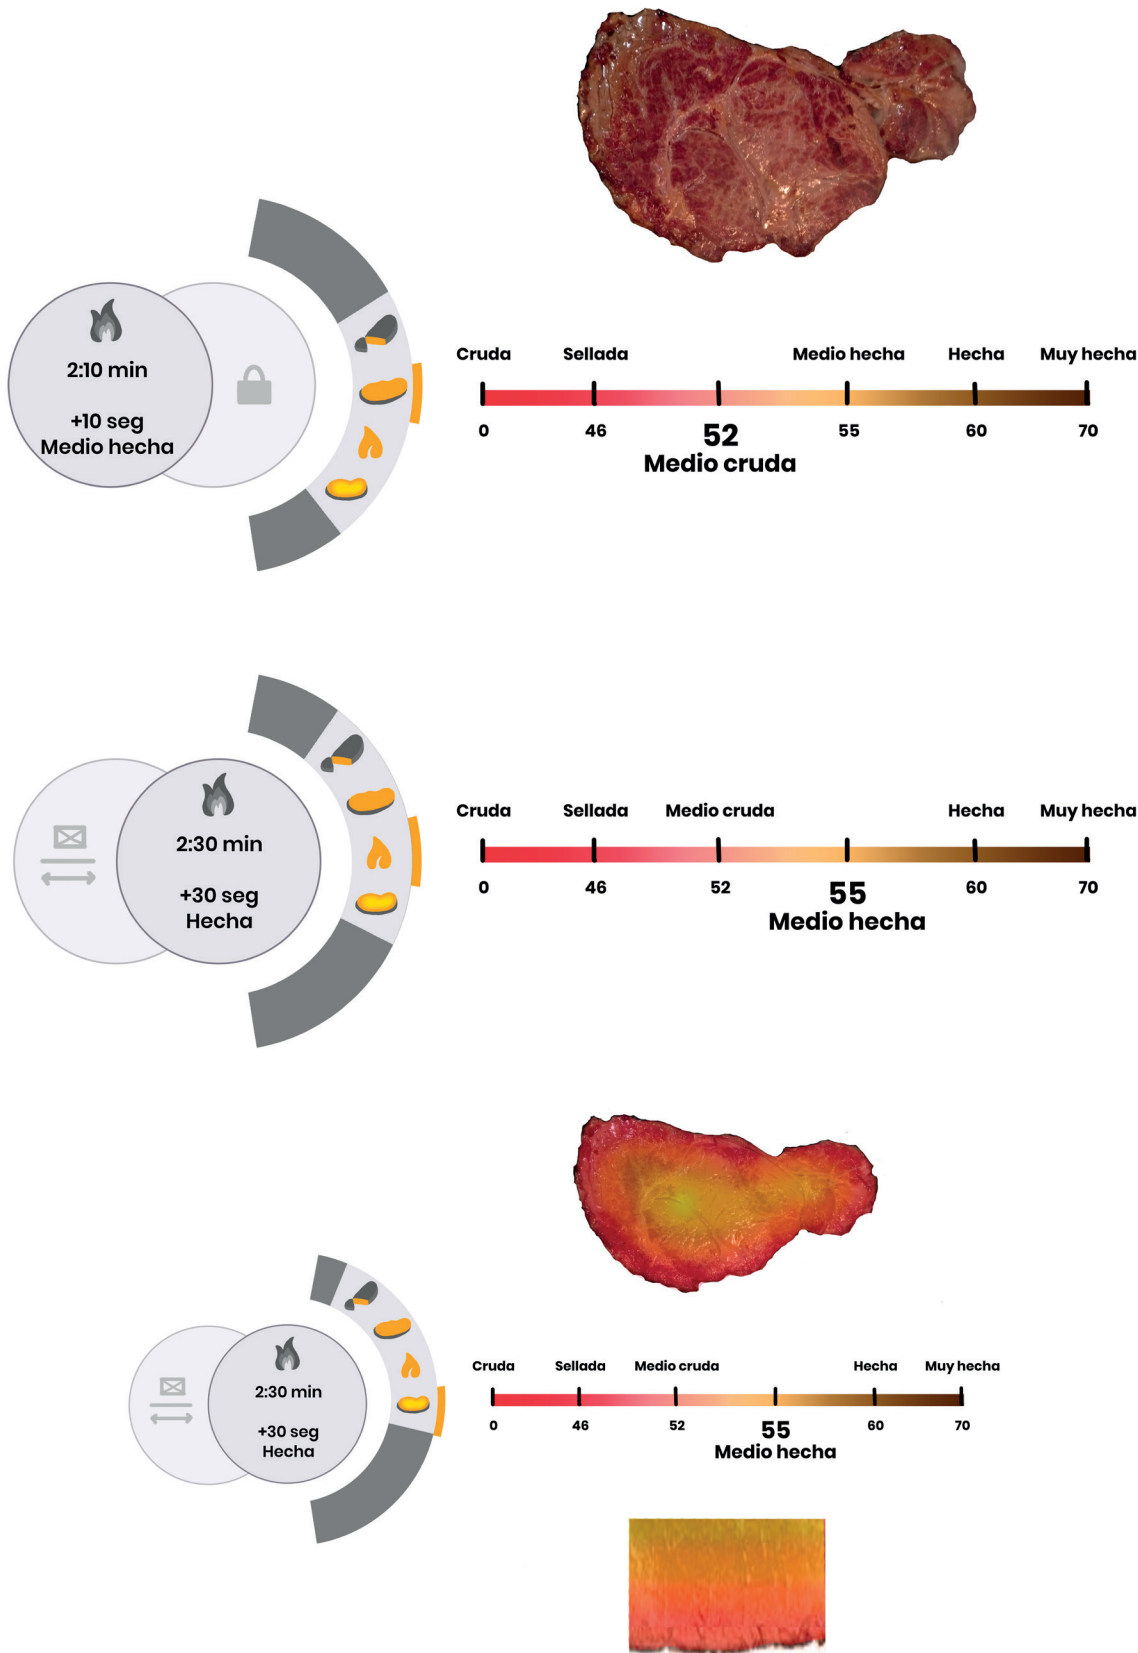 2:10 min
+10 seg
Medio hecha
Cruda Sellada Medio hecha Hecha Muy hecha
0 46 52 55 60 70
Medio cruda
2:30 min
+30 seg
Hecha
Cruda Sellada Medio cruda Hecha Muy hecha
0 46 52 55 60 70
Medio hecha
2:30 min
+30 seg
Hecha
Cruda Sellada Medio cruda Hecha Muy hecha
0 46 52 55 60 70
Medio hecha